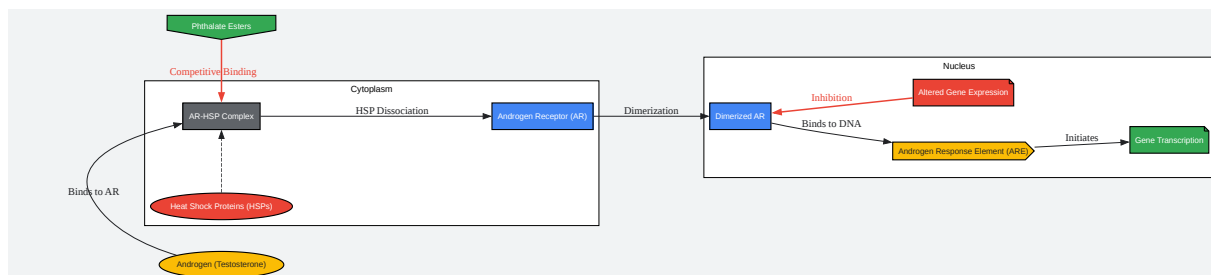 Phthalate Esters
Competitive Binding
Cytoplasm
Nucleus
AR-HSP Complex
HSP Dissociation
Androgen Receptor (AR)
Dimerization
Dimerized AR
Inhibition
Altered Gene Expression
Binds to DNA
Androgen Response Element (ARE)
Initiates
Gene Transcription
Binds to AR
Heat Shock Proteins (HSPs)
Androgen (Testosterone)